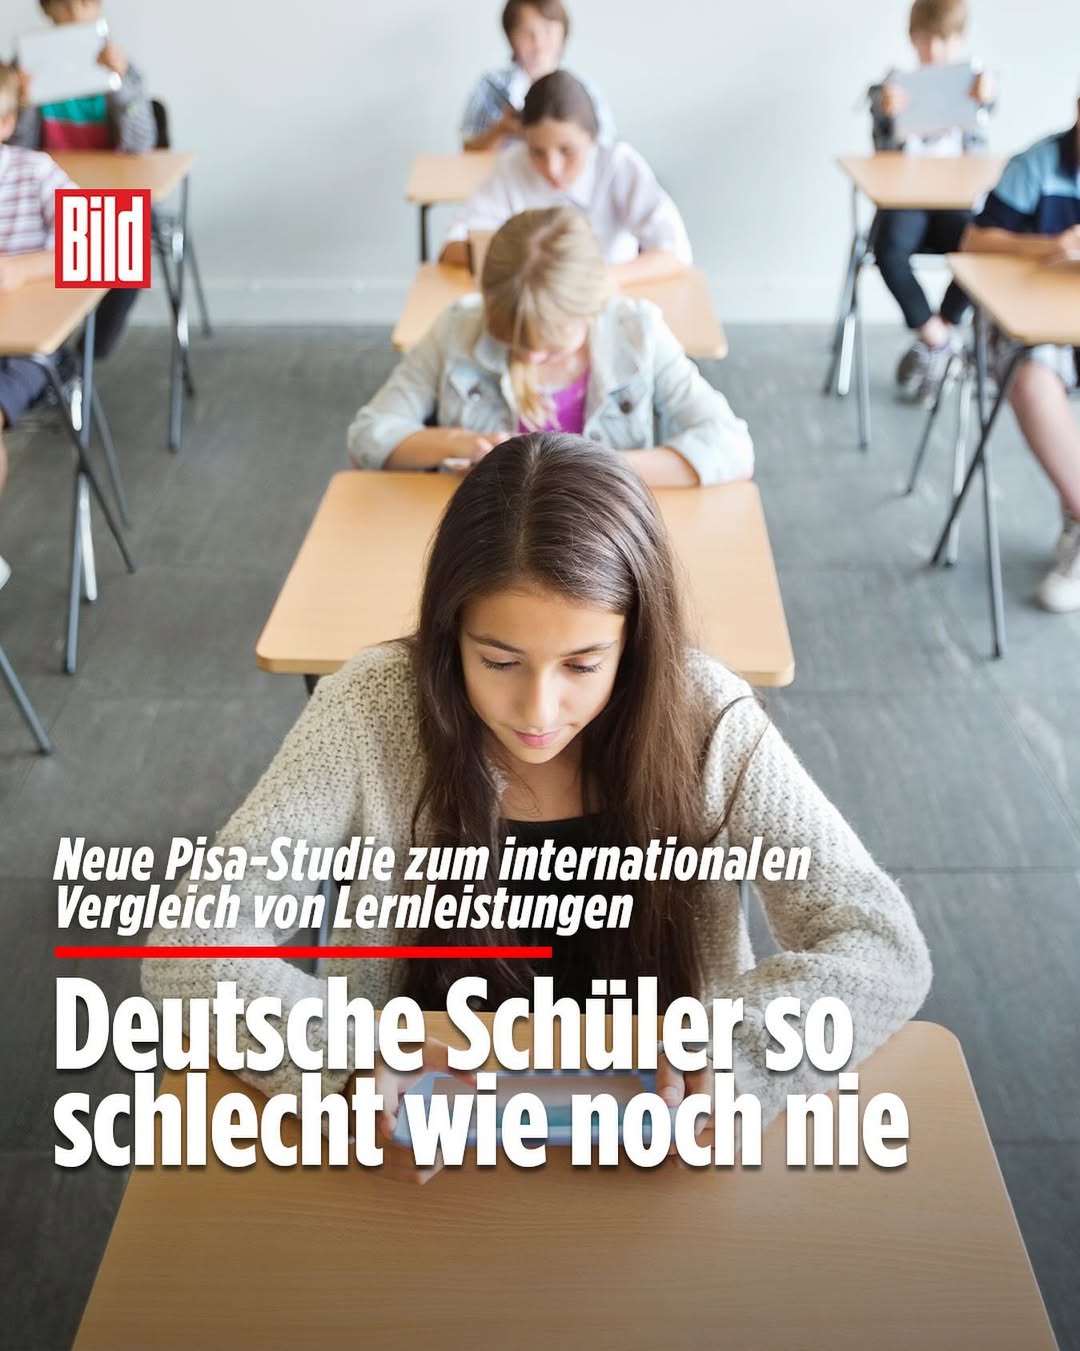 Bild
Neue Pisa-Studie zum internationalen
Vergleich von Lernleistungen
Deutsche Schüler so
schlecht wie noch nie